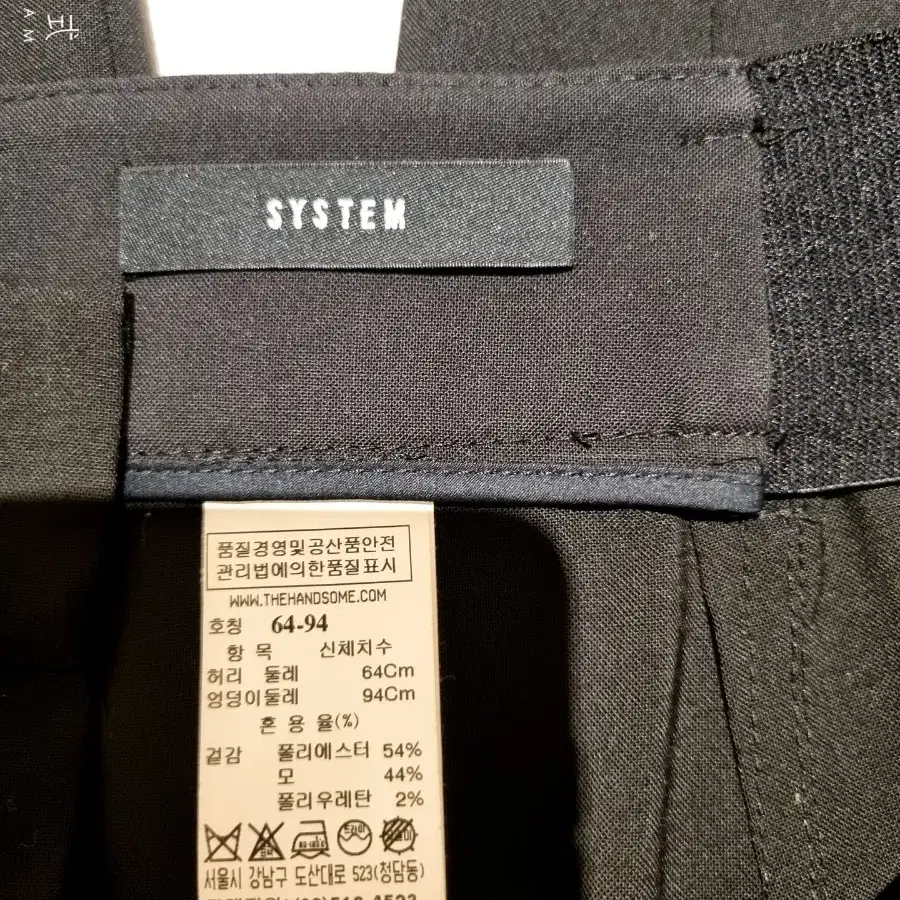 SYSTEM
품질경영및공산품안전
관리법에의한품질표시
WWW.THEHANDSOME.COM
호칭 64-94
항 목 신체치수
허리 둘레 64Cm
엉덩이둘레 94Cm
혼 용 율(%)
겉감 폴리에스터 54%
모 44%
폴리우레탄 2%
드라이
서울시 강남구 도산대로 523(청담동)